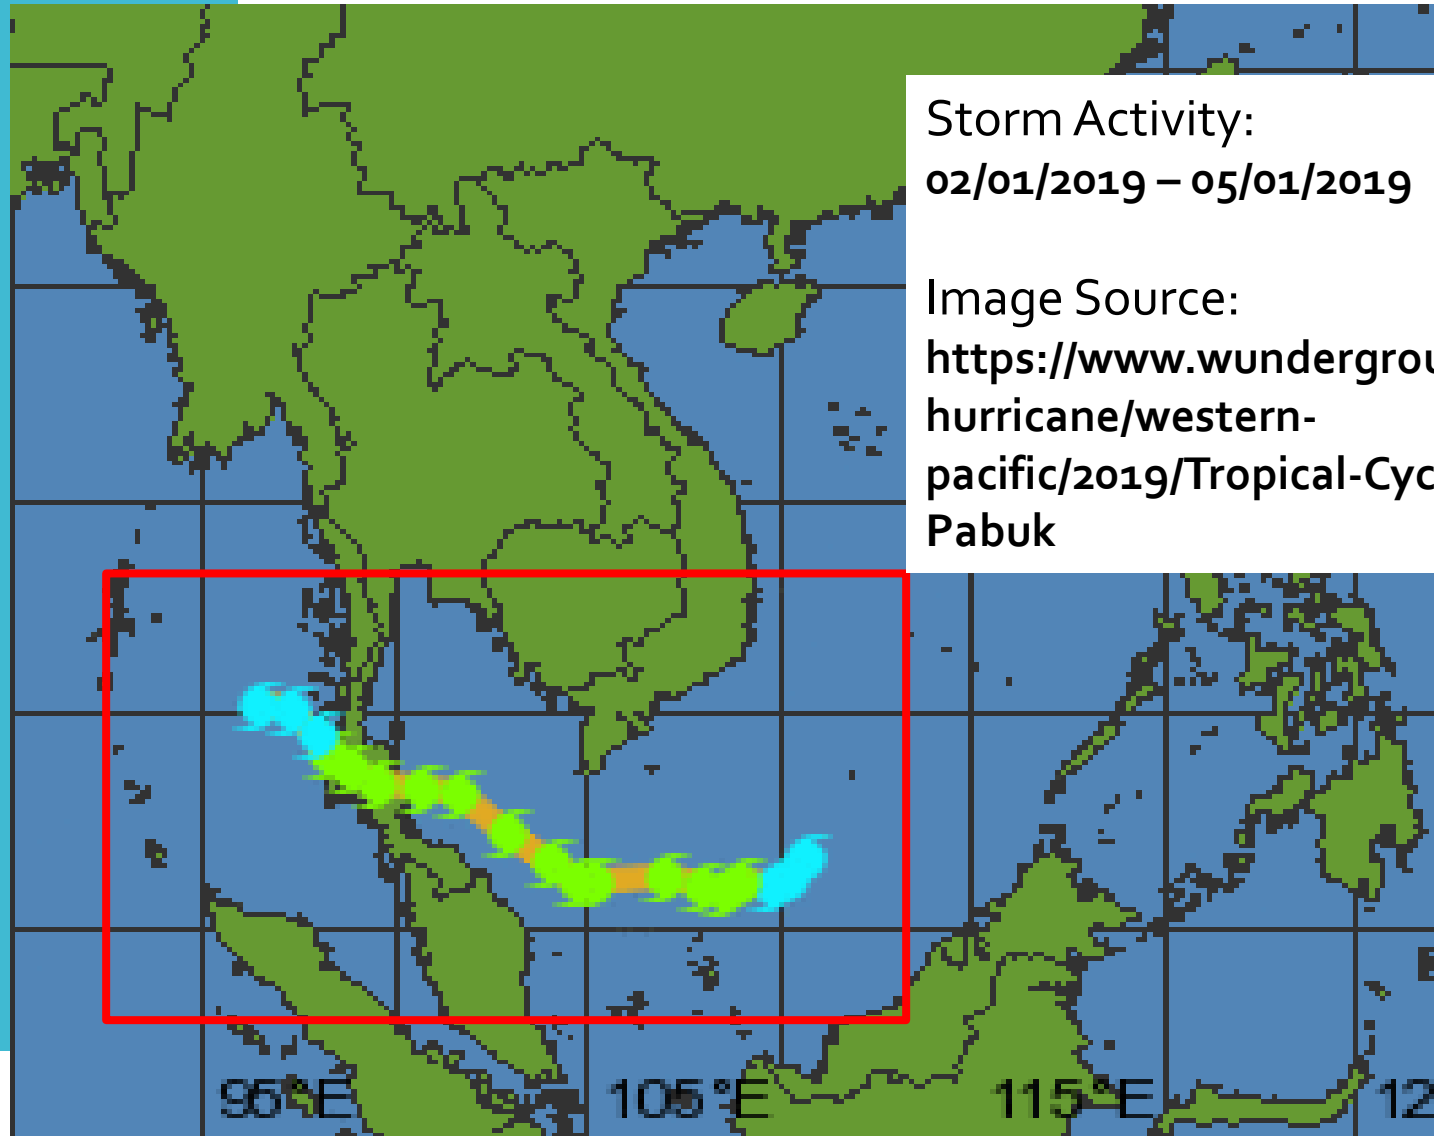 Storm Activity:
02/01/2019 – 05/01/2019
Image Source:
https://www.wundergrou
hurricane/western-
pacific/2019/Tropical-Cyc
Pabuk
95°E 105°E 115°E 12